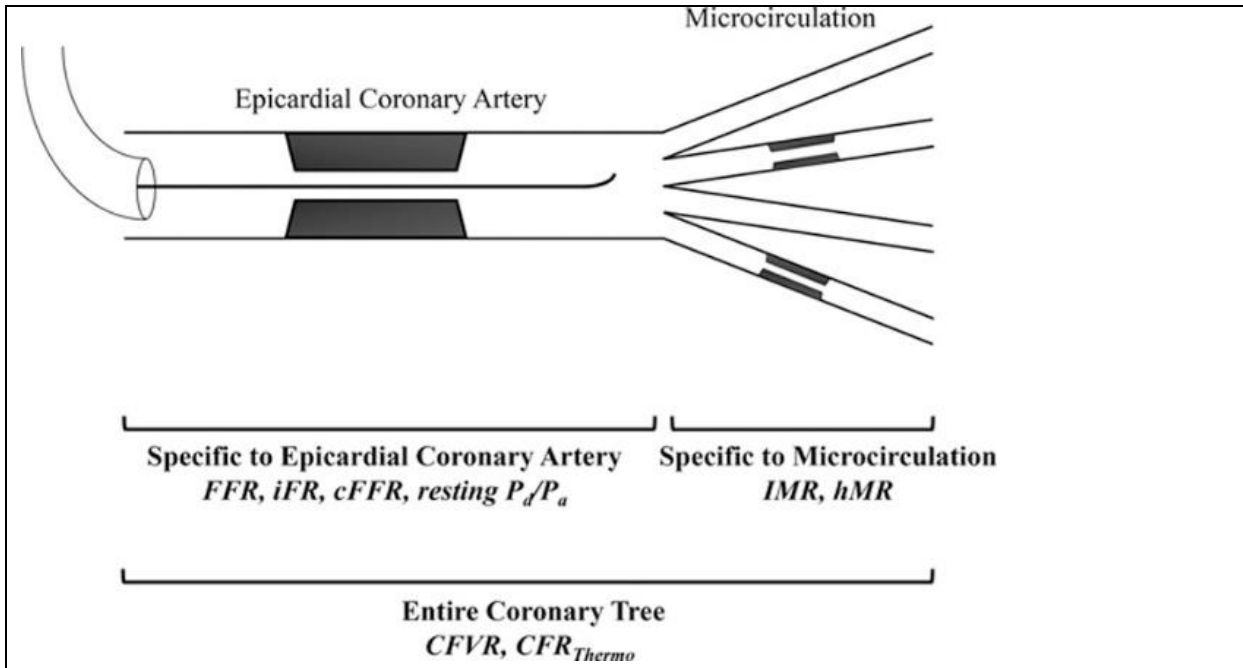 Microcirculation
Epicardial Coronary Artery
Specific to Epicardial Coronary Artery
FFR, iFR, cFFR, resting Pd/Pa
Specific to Microcirculation
IMR, hMR
Entire Coronary Tree
CFVR, CFRThermo